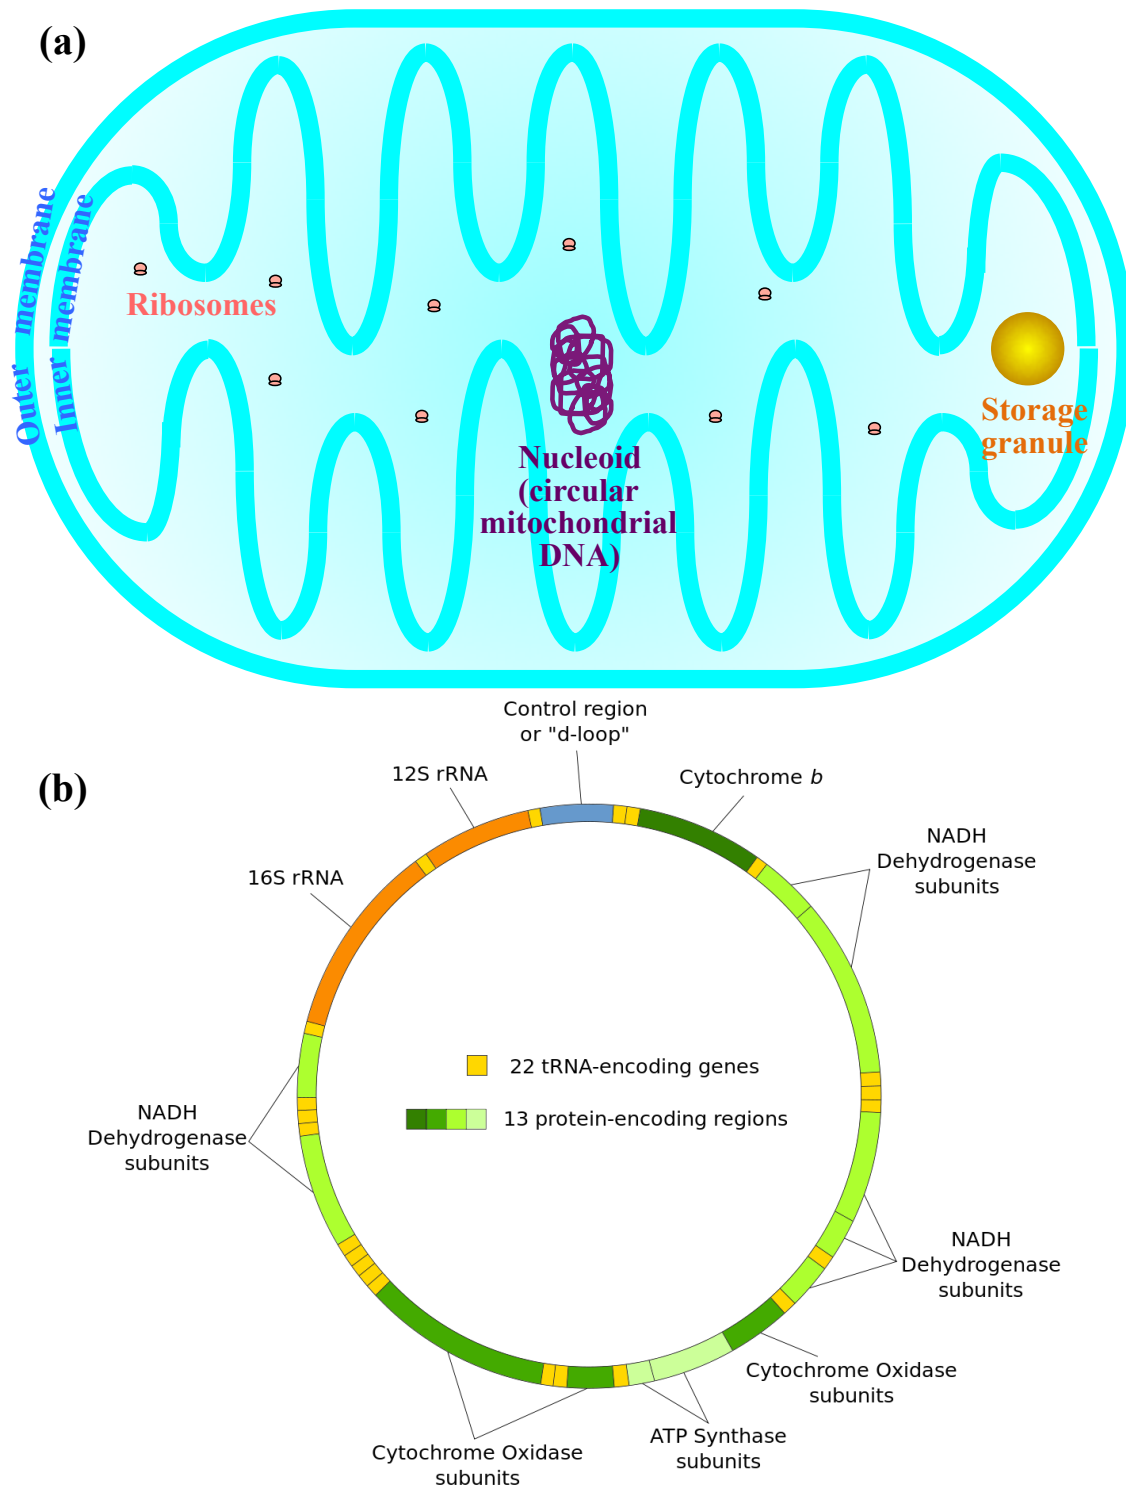 (a)
Outer membrane
Inner membrane
Ribosomes
Storage
granule
Nucleoid
(circular
mitochondrial
DNA)
(b)
Control region
or "d-loop"
12S rRNA
Cytochrome b
NADH
Dehydrogenase
subunits
16S rRNA
22 tRNA-encoding genes
13 protein-encoding regions
NADH
Dehydrogenase
subunits
NADH
Dehydrogenase
subunits
Cytochrome Oxidase
subunits
ATP Synthase
subunits
Cytochrome Oxidase
subunits